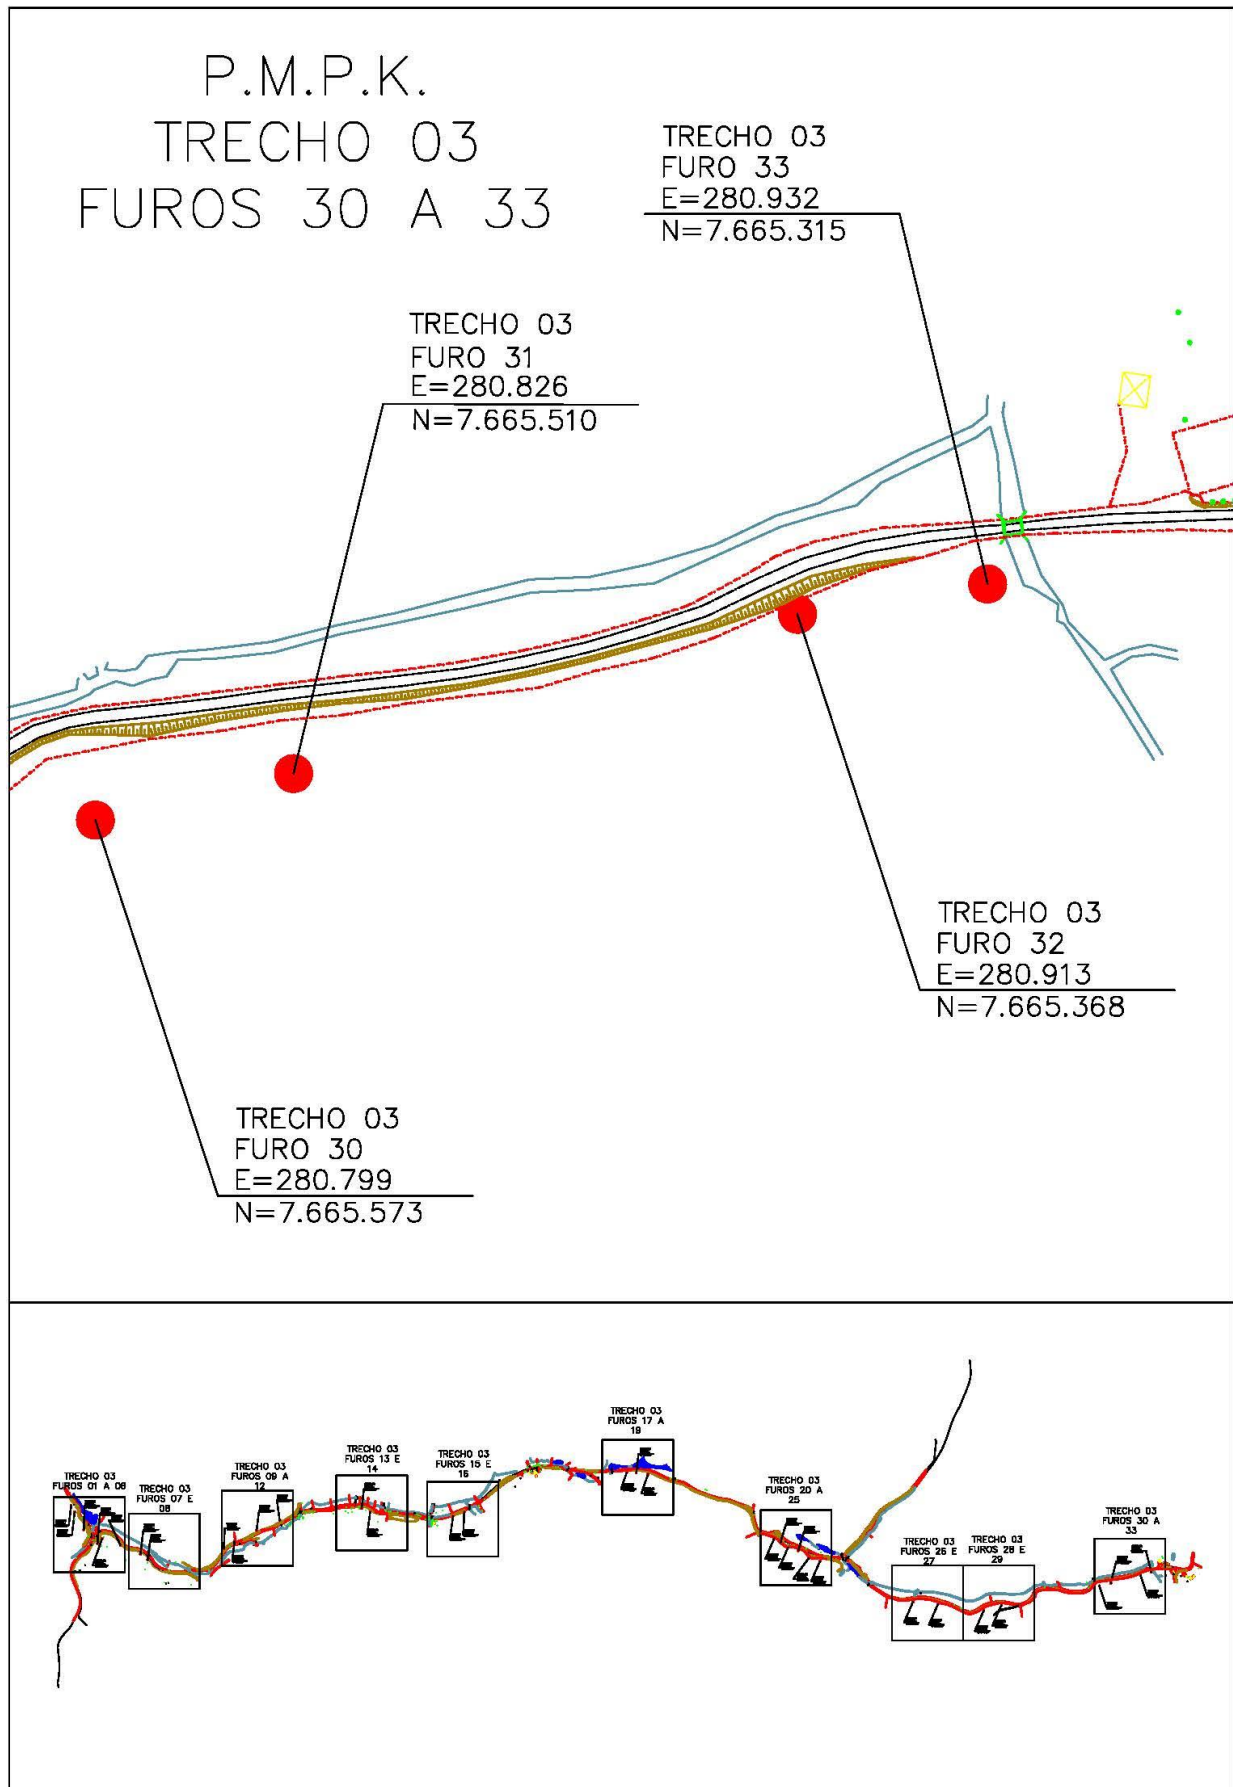 P.M.P.K.
TRECHO 03
FUROS 30 A 33
TRECHO 03
FURO 33
E=280.932
N=7.665.315
TRECHO 03
FURO 31
E=280.826
N=7.665.510
TRECHO 03
FURO 32
E=280.913
N=7.665.368
TRECHO 03
FURO 30
E=280.799
N=7.665.573
TRECHO 03
FUROS 01 A 06
TRECHO 03
FUROS 07 E
08
TRECHO 03
FUROS 09 A
12
TRECHO 03
FUROS 13 E
14
TRECHO 03
FUROS 15 E
16
TRECHO 03
FUROS 17 A
19
TRECHO 03
FUROS 20 A
25
TRECHO 03
FUROS 26 E
27
TRECHO 03
FUROS 28 E
29
TRECHO 03
FUROS 30 A
33